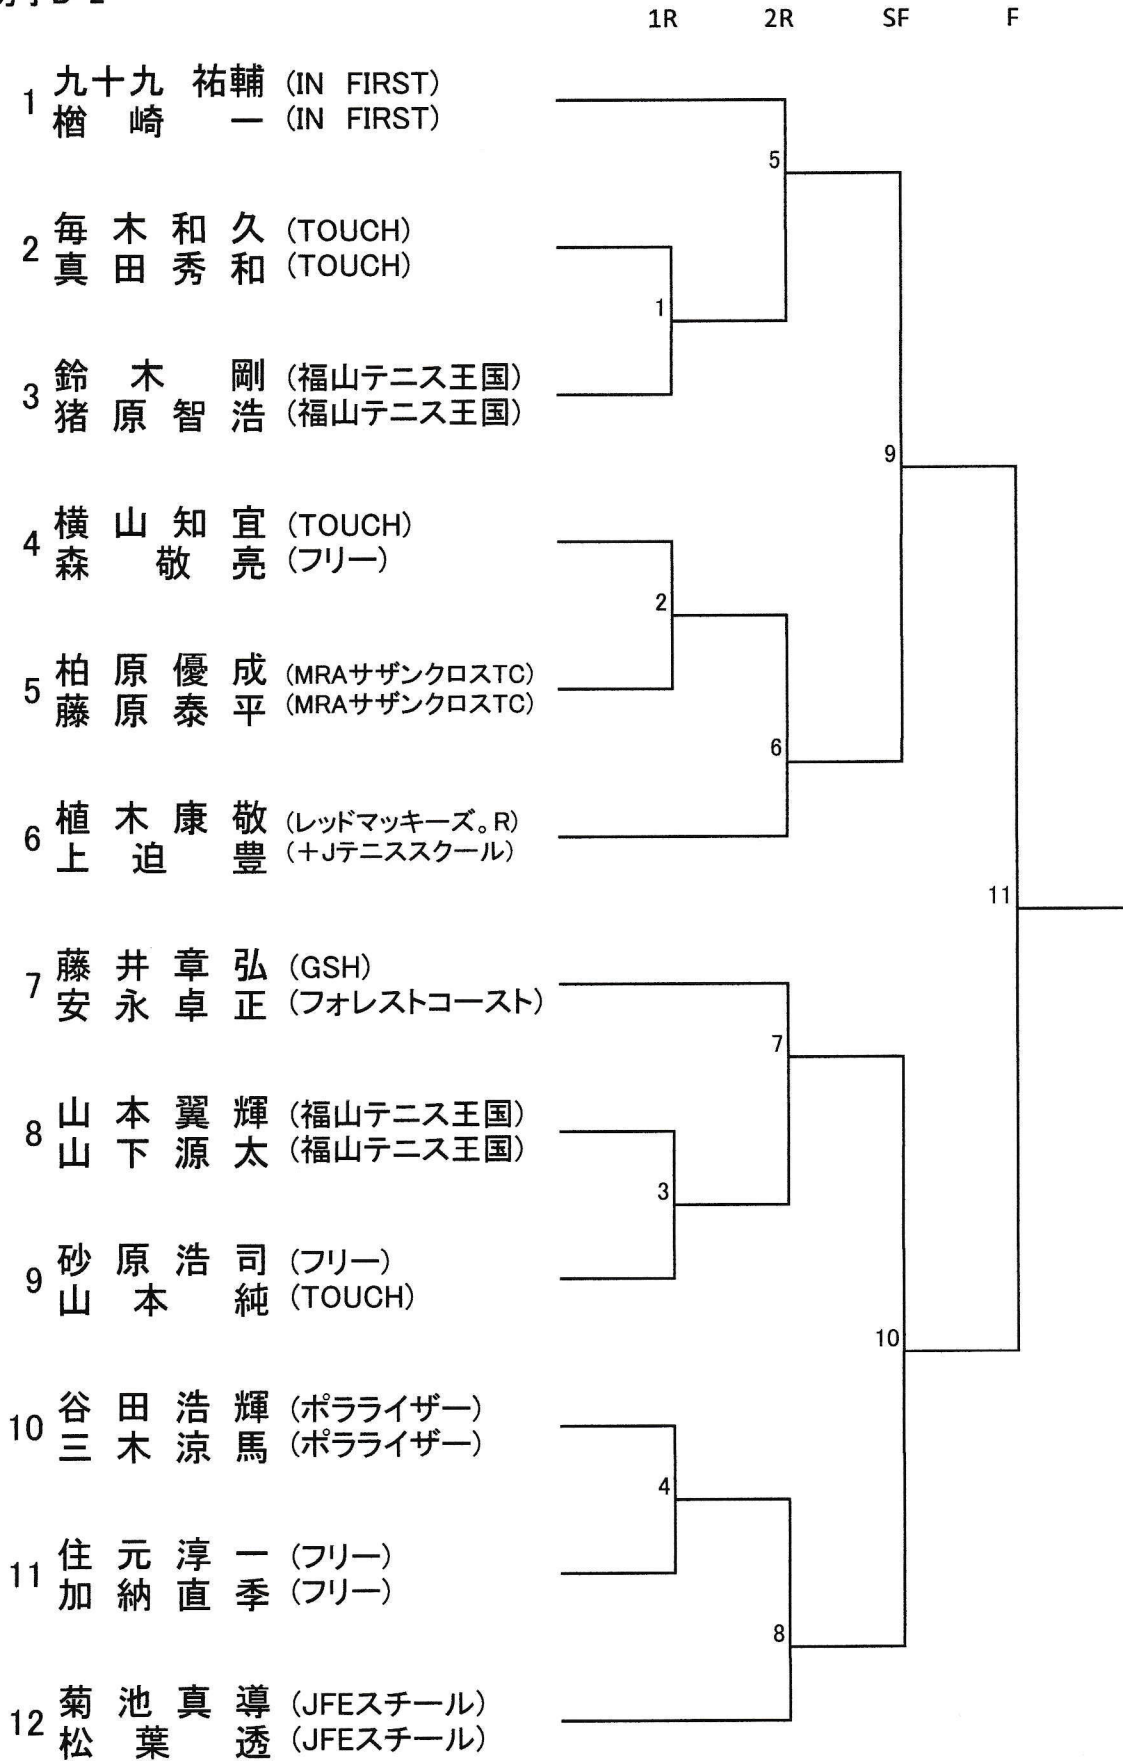 1R 2R SF F
1 九十九 祐輔 (IN FIRST)
楢崎 一 (IN FIRST)
5
2 毎木和久 (TOUCH)
真田秀和 (TOUCH)
1
3 鈴木 剛 (福山テニス王国)
猪原智浩 (福山テニス王国)
9
4 横山知宜 (TOUCH)
森 敬亮 (フリー)
2
5 柏原優成 (MRAサザンクロスTC)
藤原泰平 (MRAサザンクロスTC)
6
6 植木康敬 (レッドマッキーズ。R)
上迫 豊 (+Jテニススクール)
11
7 藤井章弘 (GSH)
安永卓正 (フォレストコースト)
7
8 山本翼輝 (福山テニス王国)
山下源太 (福山テニス王国)
3
9 砂原浩司 (フリー)
山本 純 (TOUCH)
10
10 谷田浩輝 (ポラライザー)
三木涼馬 (ポラライザー)
4
11 住元淳一 (フリー)
加納直季 (フリー)
8
12 菊池真導 (JFEスチール)
松葉 透 (JFEスチール)